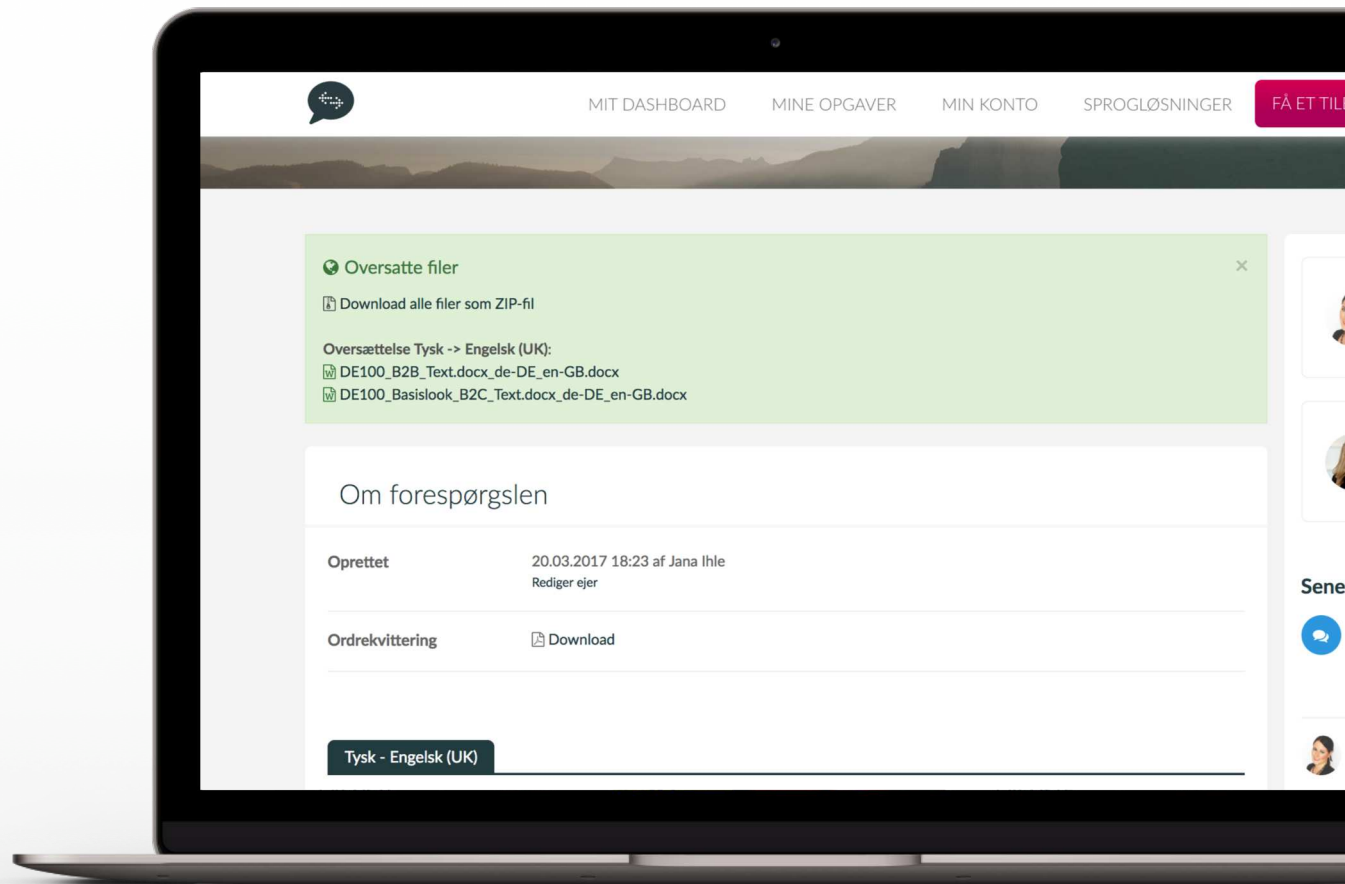 MIT DASHBOARD MINE OPGAVER MIN KONTO SPROGLØSNINGER FÅ ET
Oversatte filer ×
Download alle filer som ZIP-fil
Oversættelse Tysk -> Engelsk (UK):
DE100_B2B_Text.docx_de-DE_en-GB.docx
DE100_Basislook_B2C_Text.docx_de-DE_en-GB.docx
Om forespørgslen
Oprettet 20.03.2017 18:23 af Jana Ihle
Rediger ejer
Ordrekvittering Download
Tysk - Engelsk (UK)